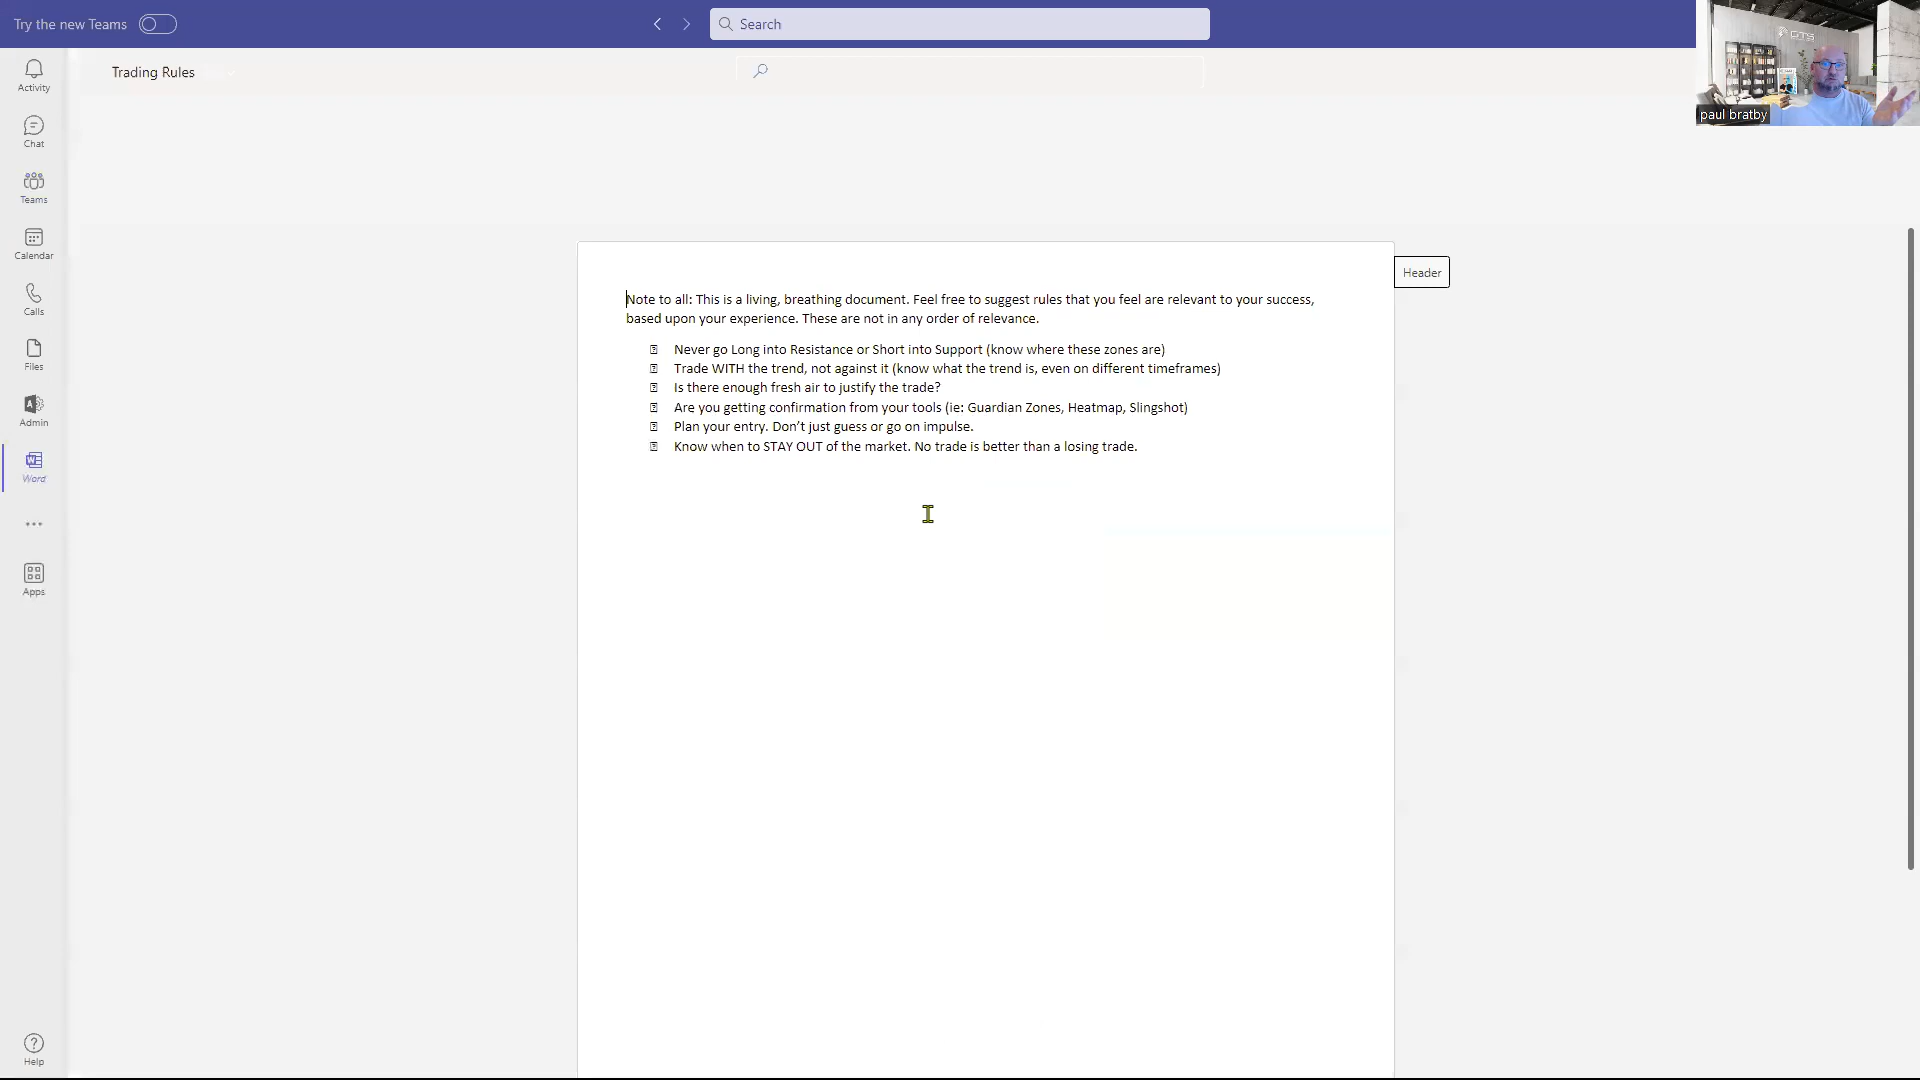 Try the new Teams
Search
GTS
paul bratby
Trading Rules
Activity
Chat
Teams
Calendar
Calls
Files
Admin
Word
Apps
Help
Header
Note to all: This is a living, breathing document. Feel free to suggest rules that you feel are relevant to your success,
based upon your experience. These are not in any order of relevance.
Never go Long into Resistance or Short into Support (know where these zones are)
Trade WITH the trend, not against it (know what the trend is, even on different timeframes)
Is there enough fresh air to justify the trade?
Are you getting confirmation from your tools (ie: Guardian Zones, Heatmap, Slingshot)
Plan your entry. Don’t just guess or go on impulse.
Know when to STAY OUT of the market. No trade is better than a losing trade.